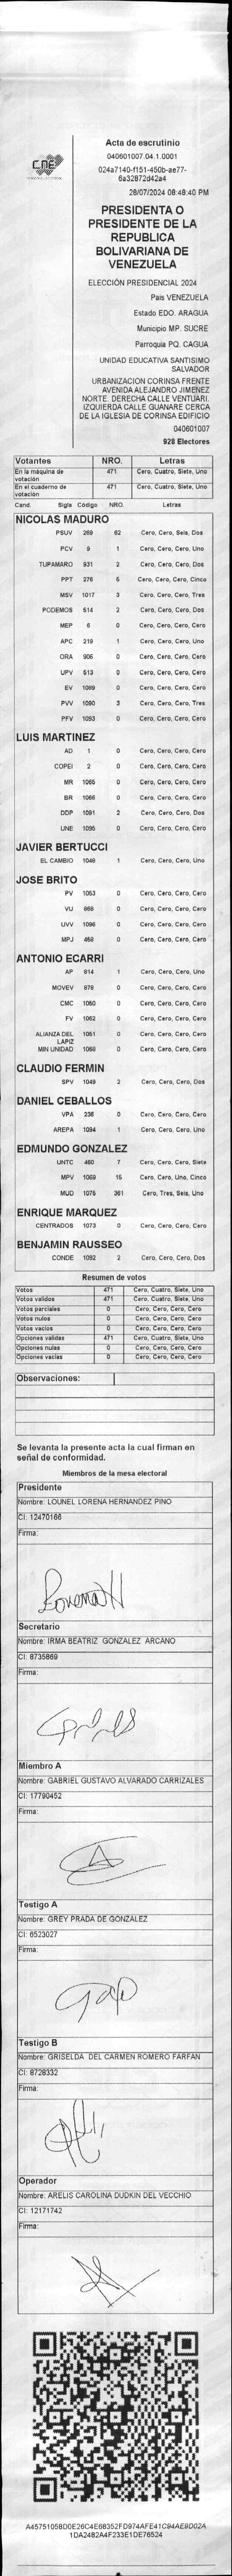 CNE
Acta de escrutinio
040601007.04.1.0001
024a7140-f151-450b-ae77-
6a32872d42a4
28/07/2024 08:48:40 PM
PRESIDENTA O
PRESIDENTE DE LA
REPUBLICA
BOLIVARIANA DE
VENEZUELA
ELECCIÓN PRESIDENCIAL 2024
Pais VENEZUELA
Estado EDO. ARAGUA
Municipio MP. SUCRE
Parroquia PQ. CAGUA
UNIDAD EDUCATIVA SANTISIMO
SALVADOR
URBANIZACION CORINSA FRENTE
AVENIDA ALEJANDRO JIMENEZ
NORTE. DERECHA CALLE VENTUARI.
IZQUIERDA CALLE GUANARE CERCA
DE LA IGLESIA DE CORINSA EDIFICIO
040601007
928 Electores
Votantes NRO. Letras
En la máquina de votación 471 Cero, Cuatro, Siete, Uno
En el cuaderno de votación 471 Cero, Cuatro, Siete, Uno
Cand. Sigla Código NRO. Letras
NICOLAS MADURO
PSUV 269 62 Cero, Cero, Seis, Dos
PCV 9 1 Cero, Cero, Cero, Uno
TUPAMARO 931 2 Cero, Cero, Cero, Dos
PPT 276 5 Cero, Cero, Cero, Cinco
MSV 1017 3 Cero, Cero, Cero, Tres
PODEMOS 514 2 Cero, Cero, Cero, Dos
MEP 6 0 Cero, Cero, Cero, Cero
APC 219 1 Cero, Cero, Cero, Uno
ORA 906 0 Cero, Cero, Cero, Cero
UPV 513 0 Cero, Cero, Cero, Cero
EV 1089 0 Cero, Cero, Cero, Cero
PVV 1090 3 Cero, Cero, Cero, Tres
PFV 1093 0 Cero, Cero, Cero, Cero
LUIS MARTINEZ
AD 1 0 Cero, Cero, Cero, Cero
COPEI 2 0 Cero, Cero, Cero, Cero
MR 1065 0 Cero, Cero, Cero, Cero
BR 1066 0 Cero, Cero, Cero, Cero
DDP 1091 2 Cero, Cero, Cero, Dos
UNE 1095 0 Cero, Cero, Cero, Cero
JAVIER BERTUCCI
EL CAMBIO 1048 1 Cero, Cero, Cero, Uno
JOSE BRITO
PV 1053 0 Cero, Cero, Cero, Cero
VU 868 0 Cero, Cero, Cero, Cero
UVV 1096 0 Cero, Cero, Cero, Cero
MPJ 458 0 Cero, Cero, Cero, Cero
ANTONIO ECARRI
AP 814 1 Cero, Cero, Cero, Uno
MOVEV 878 0 Cero, Cero, Cero, Cero
CMC 1050 0 Cero, Cero, Cero, Cero
FV 1062 0 Cero, Cero, Cero, Cero
ALIANZA DEL LAPIZ 1051 0 Cero, Cero, Cero, Cero
MIN UNIDAD 1068 0 Cero, Cero, Cero, Cero
CLAUDIO FERMIN
SPV 1049 2 Cero, Cero, Cero, Dos
DANIEL CEBALLOS
VPA 236 0 Cero, Cero, Cero, Cero
AREPA 1094 1 Cero, Cero, Cero, Uno
EDMUNDO GONZALEZ
UNTC 460 7 Cero, Cero, Cero, Siete
MPV 1069 15 Cero, Cero, Uno, Cinco
MUD 1075 361 Cero, Tres, Seis, Uno
ENRIQUE MARQUEZ
CENTRADOS 1073 0 Cero, Cero, Cero, Cero
BENJAMIN RAUSSEO
CONDE 1092 2 Cero, Cero, Cero, Dos
Resumen de votos
Votos 471 Cero, Cuatro, Siete, Uno
Votos validos 471 Cero, Cuatro, Siete, Uno
Votos parciales 0 Cero, Cero, Cero, Cero
Votos nulos 0 Cero, Cero, Cero, Cero
Votos vacios 0 Cero, Cero, Cero, Cero
Opciones validas 471 Cero, Cuatro, Siete, Uno
Opciones nulas 0 Cero, Cero, Cero, Cero
Opciones vacias 0 Cero, Cero, Cero, Cero
Observaciones:
Se levanta la presente acta la cual firman en
señal de conformidad.
Miembros de la mesa electoral
Presidente
Nombre: LOUNEL LORENA HERNANDEZ PINO
CI: 12470166
Firma:
Secretario
Nombre: IRMA BEATRIZ GONZALEZ ARCANO
CI: 8735869
Firma:
Miembro A
Nombre: GABRIEL GUSTAVO ALVARADO CARRIZALES
CI: 17790452
Firma:
Testigo A
Nombre: GREY PRADA DE GONZALEZ
CI: 6523027
Firma:
Testigo B
Nombre: GRISELDA DEL CARMEN ROMERO FARFAN
CI: 8728332
Firma:
Operador
Nombre: ARELIS CAROLINA DUDKIN DEL VECCHIO
CI: 12171742
Firma:
A45751058D0E26C4E68352FD974AFE41C94AE9D02A
1DA2482A4F233E1DE76524